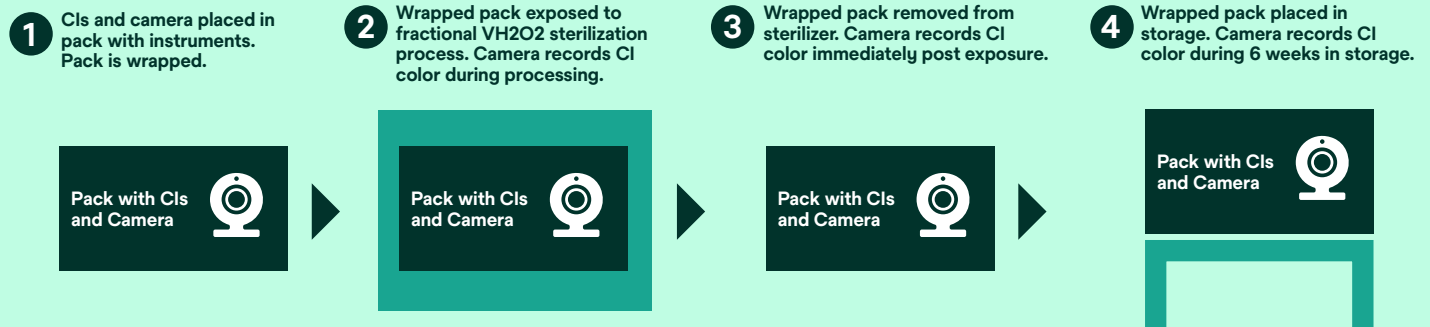 1
CIs and camera placed in
pack with instruments.
Pack is wrapped.
2
Wrapped pack exposed to
fractional VH2O2 sterilization
process. Camera records CI
color during processing.
3
Wrapped pack removed from
sterilizer. Camera records CI
color immediately post exposure.
4
Wrapped pack placed in
storage. Camera records CI
color during 6 weeks in storage.
Pack with CIs
and Camera
Pack with CIs
and Camera
Pack with CIs
and Camera
Pack with CIs
and Camera